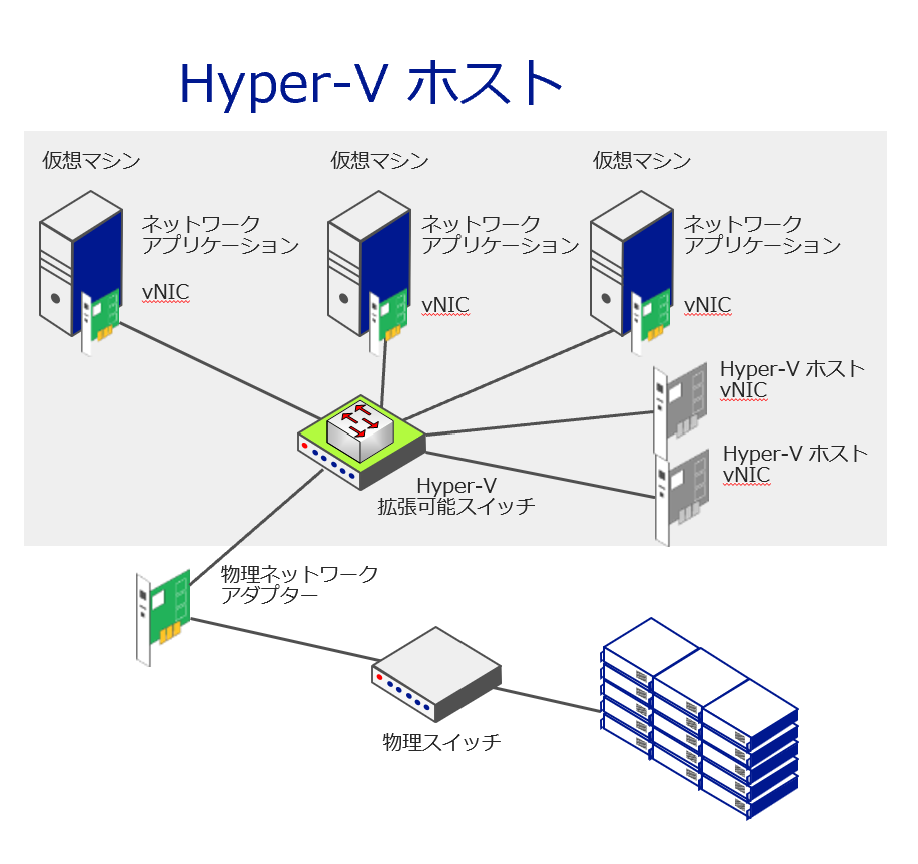 Hyper-V ホスト
仮想マシン
仮想マシン
仮想マシン
ネットワーク
アプリケーション
vNIC
ネットワーク
アプリケーション
vNIC
ネットワーク
アプリケーション
vNIC
Hyper-V ホスト
vNIC
Hyper-V ホスト
vNIC
Hyper-V
拡張可能スイッチ
物理ネットワーク
アダプター
物理スイッチ